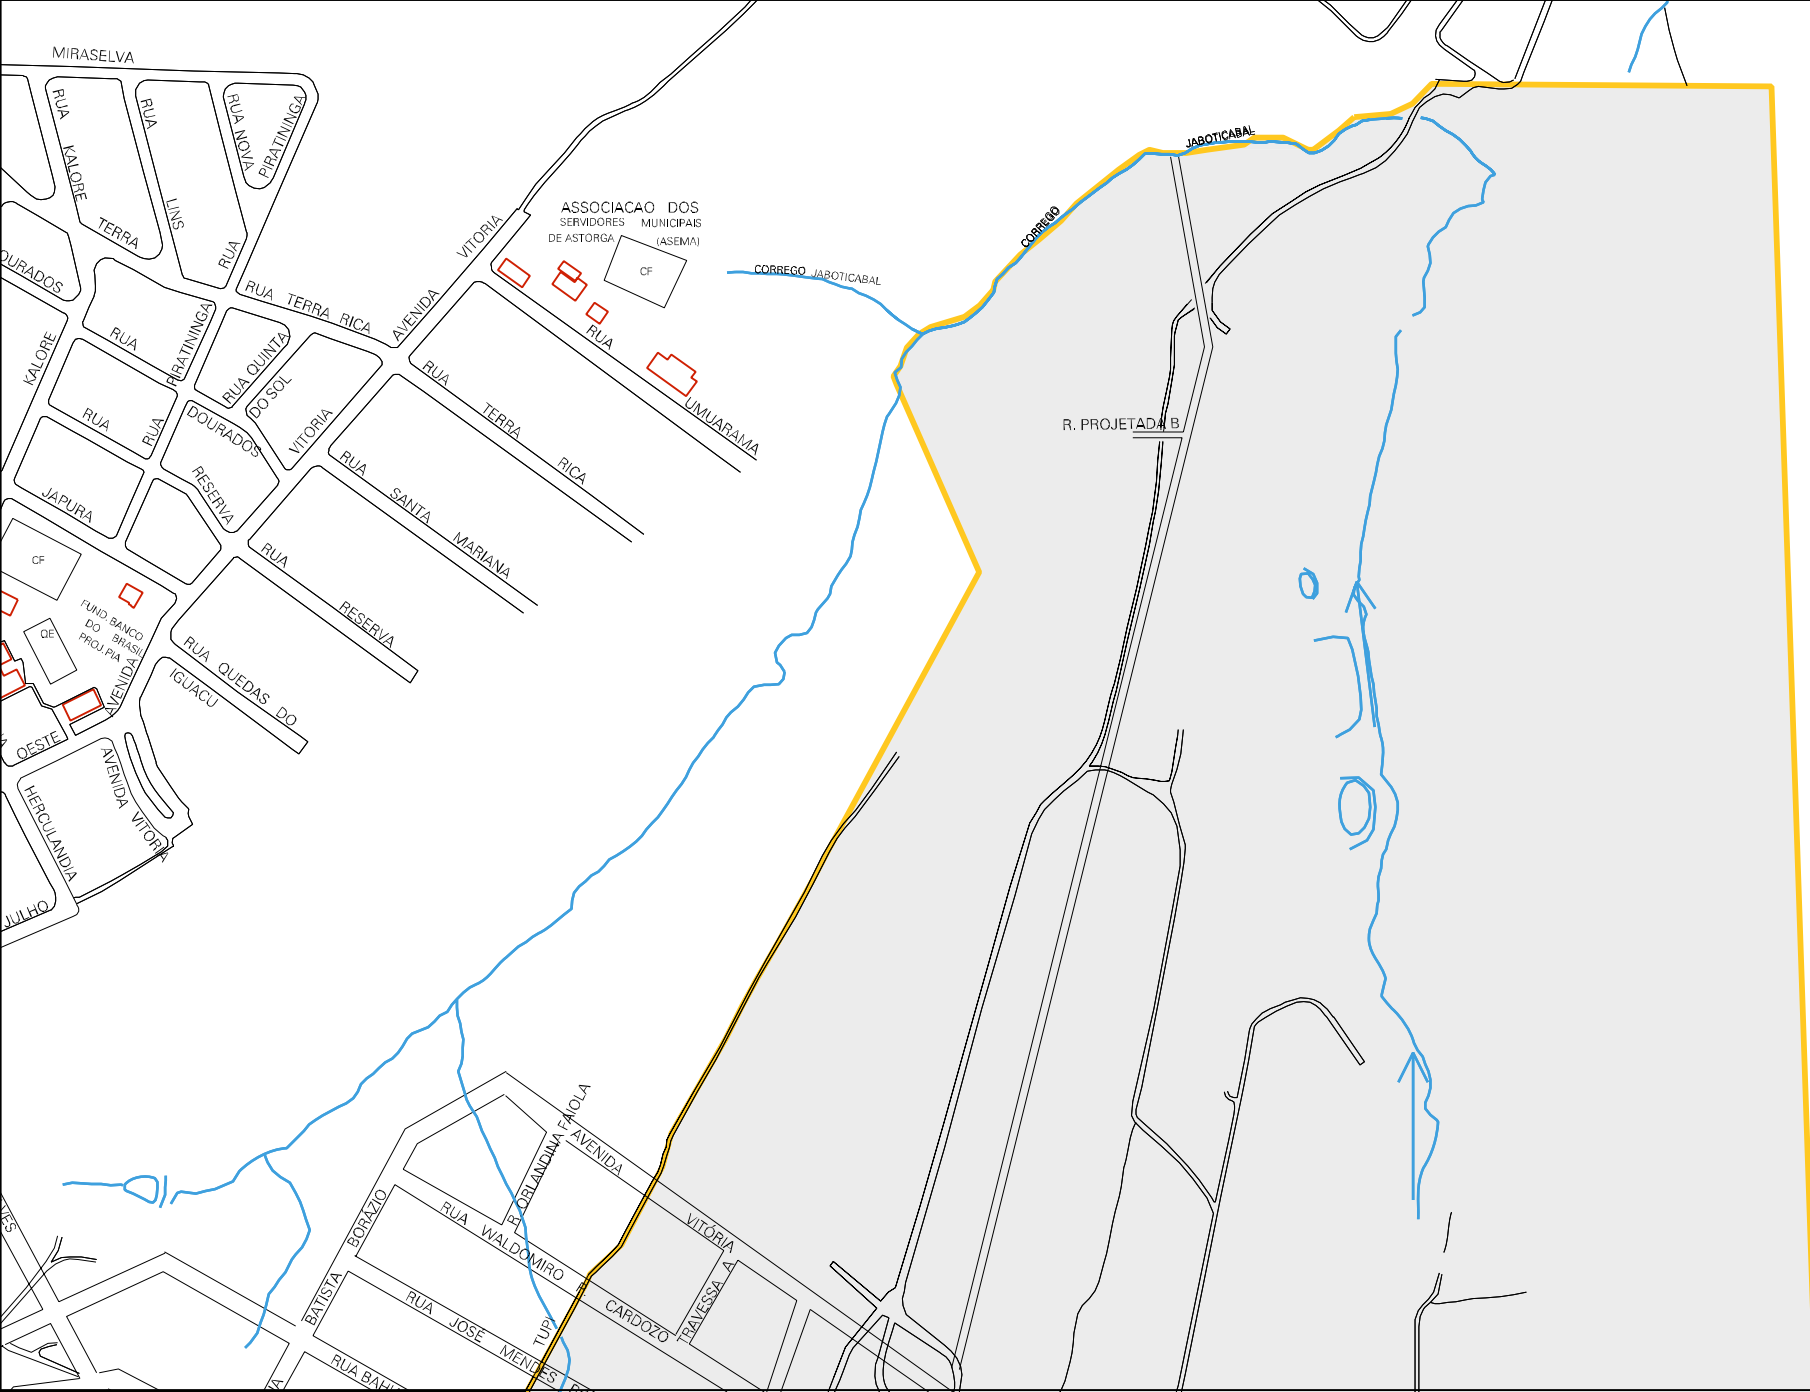 MIRASELVA
RUA
KALORE
RUA
LINS
RUA NOVA
PIRATININGA
RUA
TERRA
OURADOS
KALORE
RUA
PIRATININGA
RUA TERRA RICA
AVENIDA
VITORIA
ASSOCIACAO DOS
SERVIDORES MUNICIPAIS
DE ASTORGA (ASEMA)
CF
CORREGO JABOTICABAL
CORREGO
JABOTICABAL
RUA
UMUARAMA
RUA QUINTA
DO SOL
RUA
TERRA
RICA
RUA
RUA
DOURADOS
VITORIA
R. PROJETADA B
RUA
SANTA
MARIANA
JAPURA
RESERVA
CF
RUA
RESERVA
FUND. BANCO
DO BRASIL
PROJ. PIA
QE
AVENIDA
RUA QUEDAS DO
IGUACU
OESTE
AVENIDA VITORIA
HERCULANDIA
JULHO
R. ORLANDINA FAIOLA
AVENIDA
VITÓRIA
BORÁZIO
BATISTA
RUA WALDOMIRO
CARDOZO
TRAVESSA A
RUA
JOSÉ
MENDES
TUPI
RUA BAHI
VES